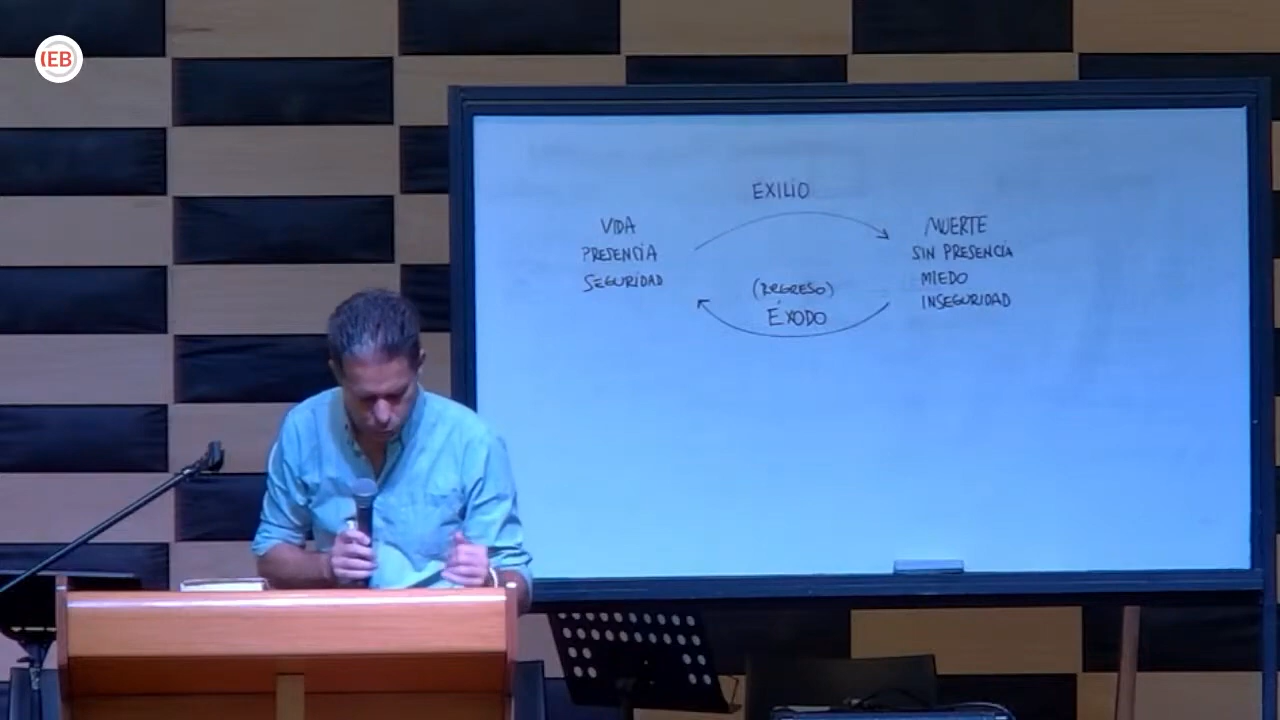 IEB
EXILIO
VIDA
PRESENCIA
SEGURIDAD
MUERTE
SIN PRESENCIA
MIEDO
INSEGURIDAD
(REGRESO)
ÉXODO